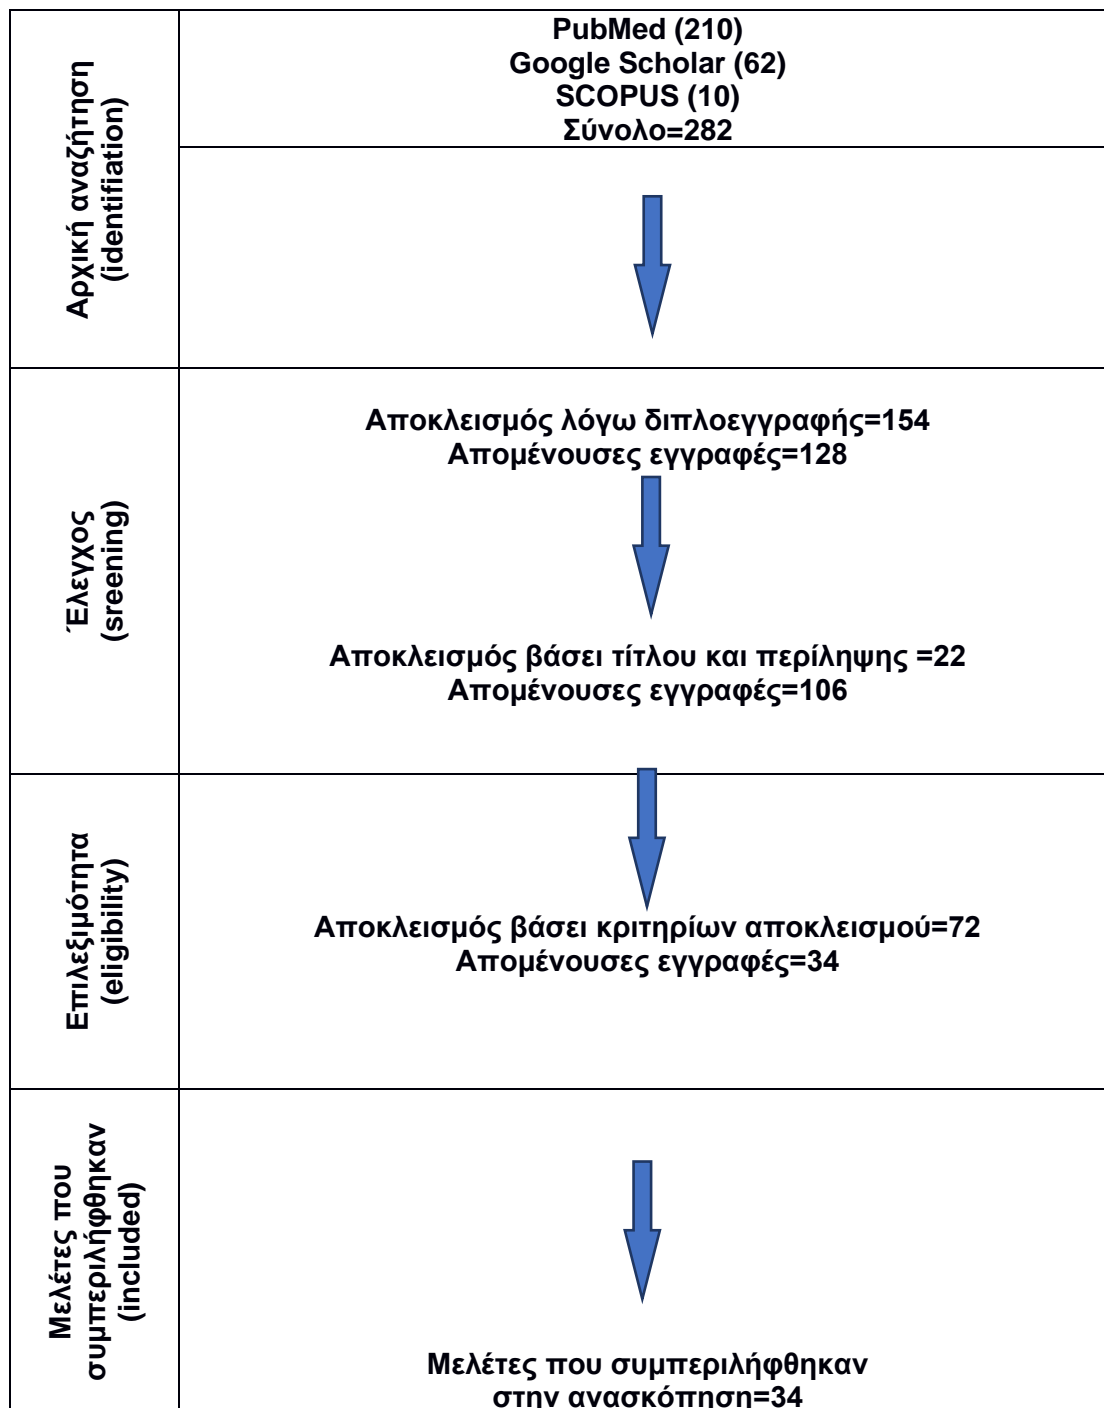 Αρχική αναζήτηση
(identifiation)
PubMed (210)
Google Scholar (62)
SCOPUS (10)
Σύνολο=282
Έλεγχος
(sreening)
Αποκλεισμός λόγω διπλοεγγραφής=154
Απομένουσες εγγραφές=128
Αποκλεισμός βάσει τίτλου και περίληψης =22
Απομένουσες εγγραφές=106
Επιλεξιμότητα
(eligibility)
Αποκλεισμός βάσει κριτηρίων αποκλεισμού=72
Απομένουσες εγγραφές=34
Μελέτες που
συμπεριλήφθηκαν
(included)
Μελέτες που συμπεριλήφθηκαν
στην ανασκόπηση=34